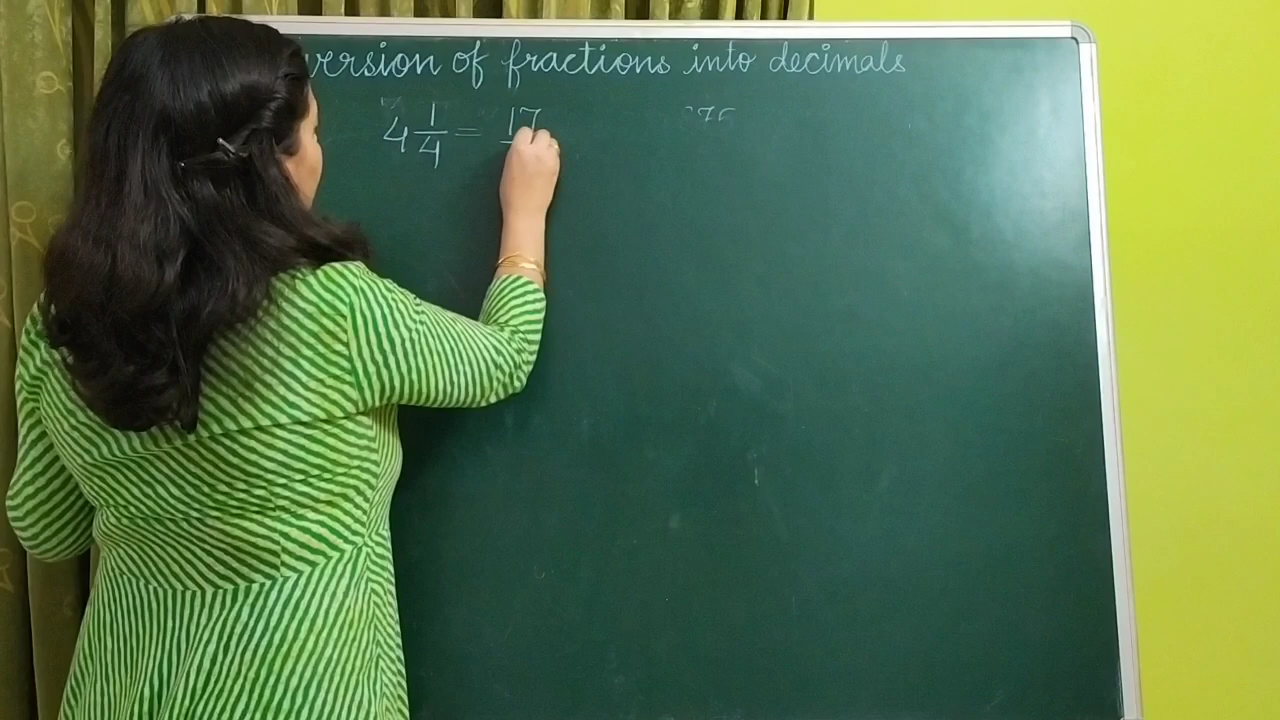 version of fractions into decimals
4 1/4 = 17